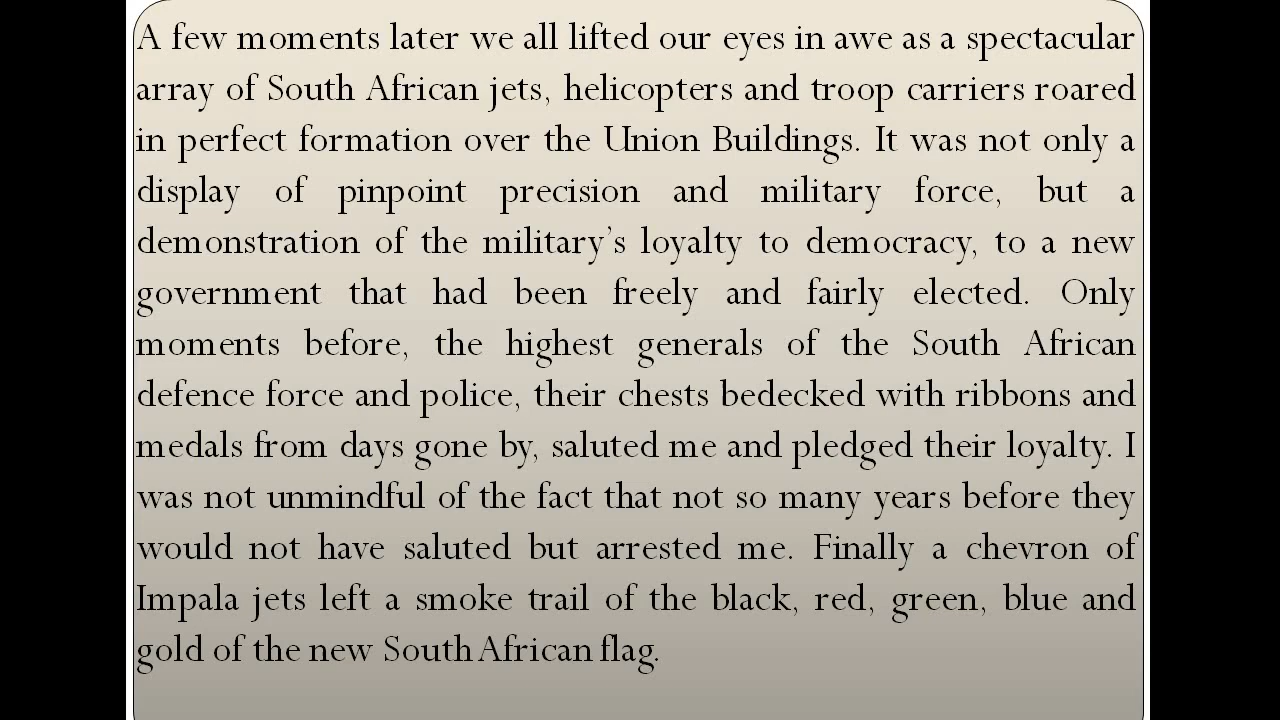 A few moments later we all lifted our eyes in awe as a spectacular
array of South African jets, helicopters and troop carriers roared
in perfect formation over the Union Buildings. It was not only a
display of pinpoint precision and military force, but a
demonstration of the military’s loyalty to democracy, to a new
government that had been freely and fairly elected. Only
moments before, the highest generals of the South African
defence force and police, their chests bedecked with ribbons and
medals from days gone by, saluted me and pledged their loyalty. I
was not unmindful of the fact that not so many years before they
would not have saluted but arrested me. Finally a chevron of
Impala jets left a smoke trail of the black, red, green, blue and
gold of the new South African flag.